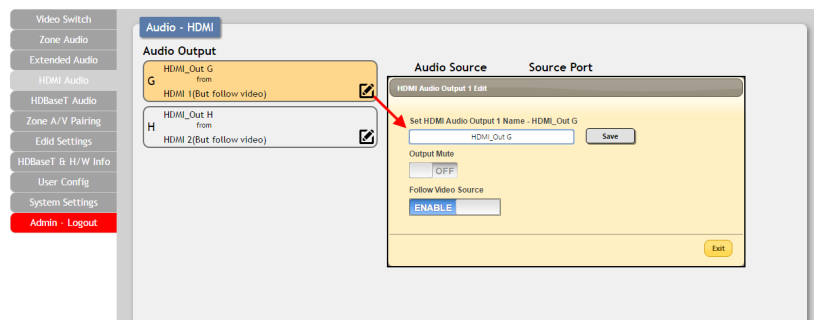 Video Switch
Zone Audio
Extended Audio
HDMI Audio
HDBaseT Audio
Zone A/V Pairing
Edid Settings
HDBaseT & H/W Info
User Config
System Settings
Admin - Logout
Audio - HDMI
Audio Output
HDMI_Out G
G
from
HDMI 1(But follow video)
HDMI_Out H
H
from
HDMI 2(But follow video)
Audio Source Source Port
HDMI Audio Output 1 Edit
Set HDMI Audio Output 1 Name - HDMI_Out G
HDMI_Out G Save
Output Mute
OFF
Follow Video Source
ENABLE
Exit